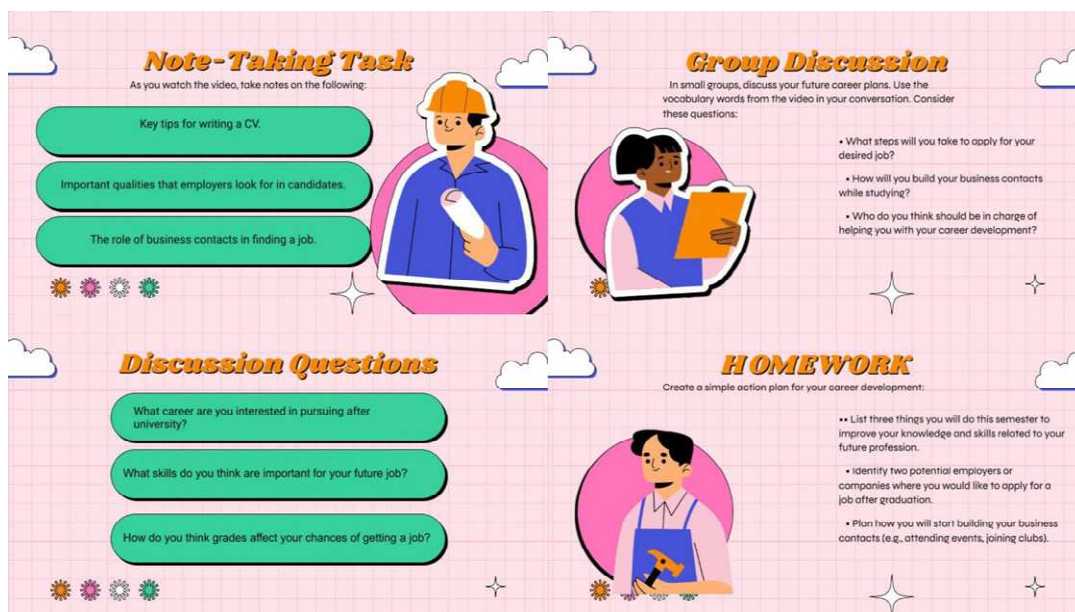 Note-Taking Task
As you watch the video, take notes on the following:
Key tips for writing a CV.
Important qualities that employers look for in candidates.
The role of business contacts in finding a job.
Group Discussion
In small groups, discuss your future career plans. Use the
vocabulary words from the video in your conversation. Consider
these questions:
• What steps will you take to apply for your
desired job?
• How will you build your business contacts
while studying?
• Who do you think should be in charge of
helping you with your career development?
Discussion Questions
What career are you interested in pursuing after
university?
What skills do you think are important for your future job?
How do you think grades affect your chances of getting a job?
HOMEWORK
Create a simple action plan for your career development:
•• List three things you will do this semester to
improve your knowledge and skills related to your
future profession.
• Identify two potential employers or
companies where you would like to apply for a
job after graduation.
• Plan how you will start building your business
contacts (e.g., attending events, joining clubs).